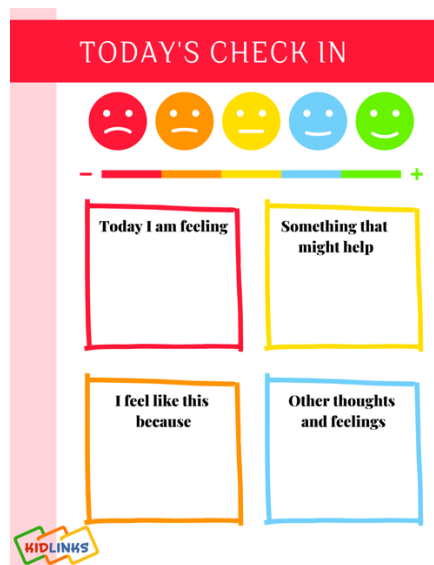 TODAY'S CHECK IN
- +
Today I am feeling
Something that
might help
I feel like this
because
Other thoughts
and feelings
KIDLINKS